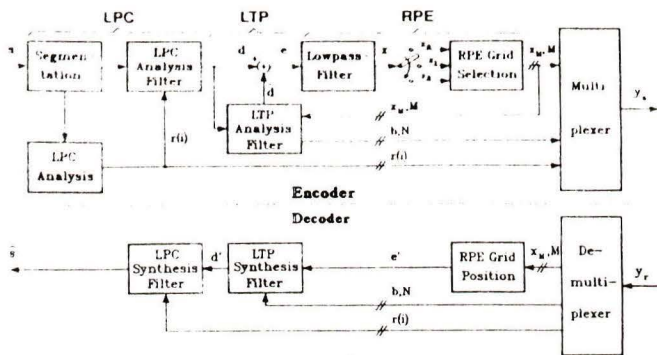 LPC LTP RPE
s Segmen-
tation
LPC
Analysis
Filter
d
e Lowpass-
Filter
x
RPE Grid
Selection
x_M, M
Multi
plexer
y_s
d
LTP
Analysis
Filter
x_M, M
b,N
r(i)
r(i)
LPC
Analysis
Encoder
Decoder
LPC
Synthesis
Filter
d'
LTP
Synthesis
Filter
e'
RPE Grid
Position
x_M, M
De-
multi-
plexer
y_r
b,N
r(i)